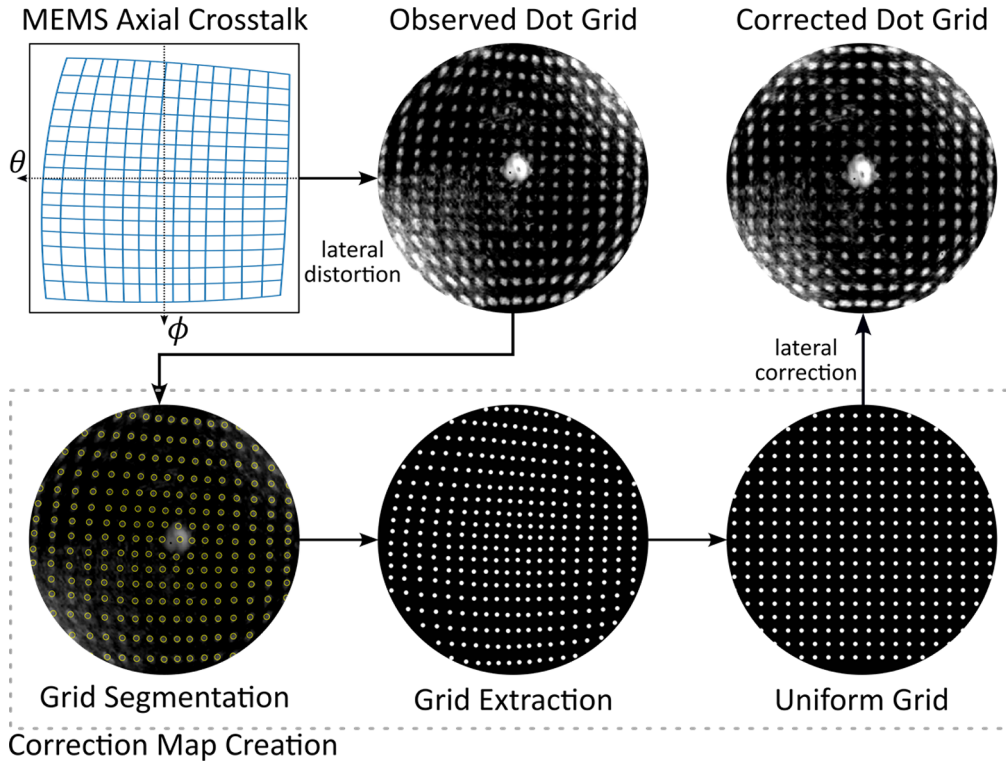 MEMS Axial Crosstalk
Observed Dot Grid
Corrected Dot Grid
θ
ϕ
lateral
distortion
lateral
correction
Grid Segmentation
Grid Extraction
Uniform Grid
Correction Map Creation